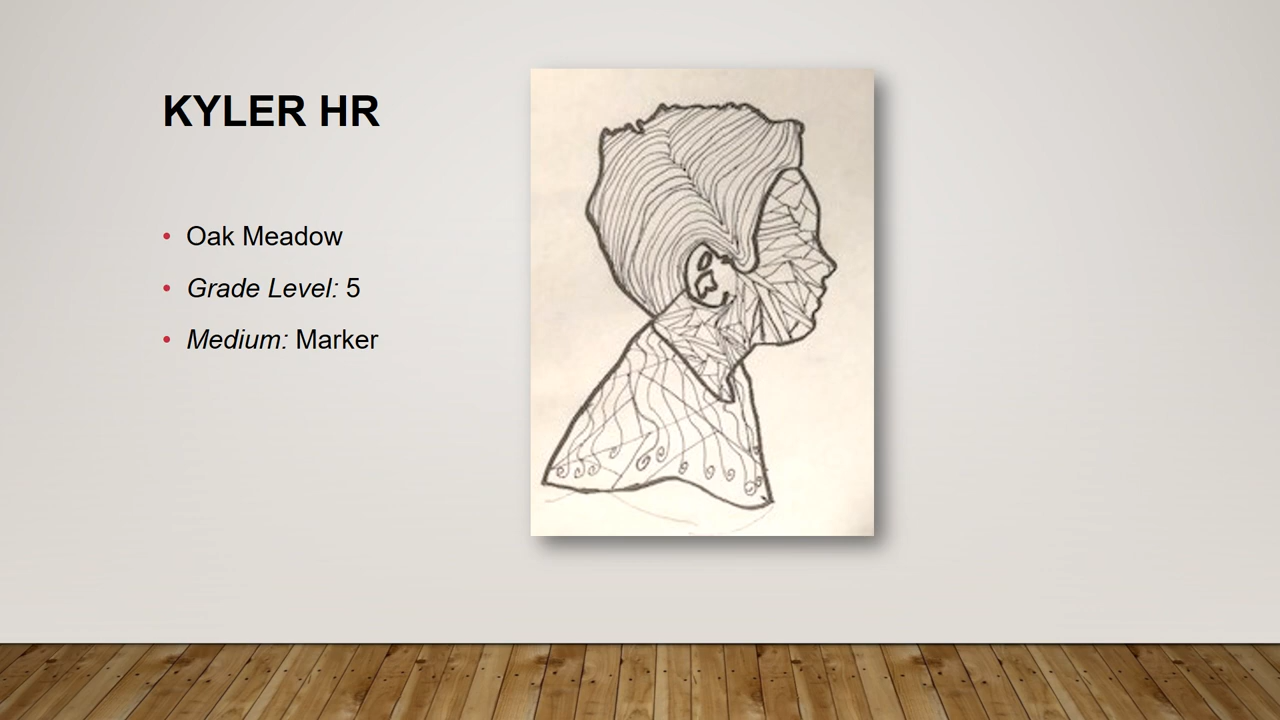 KYLER HR
• Oak Meadow
• Grade Level: 5
• Medium: Marker